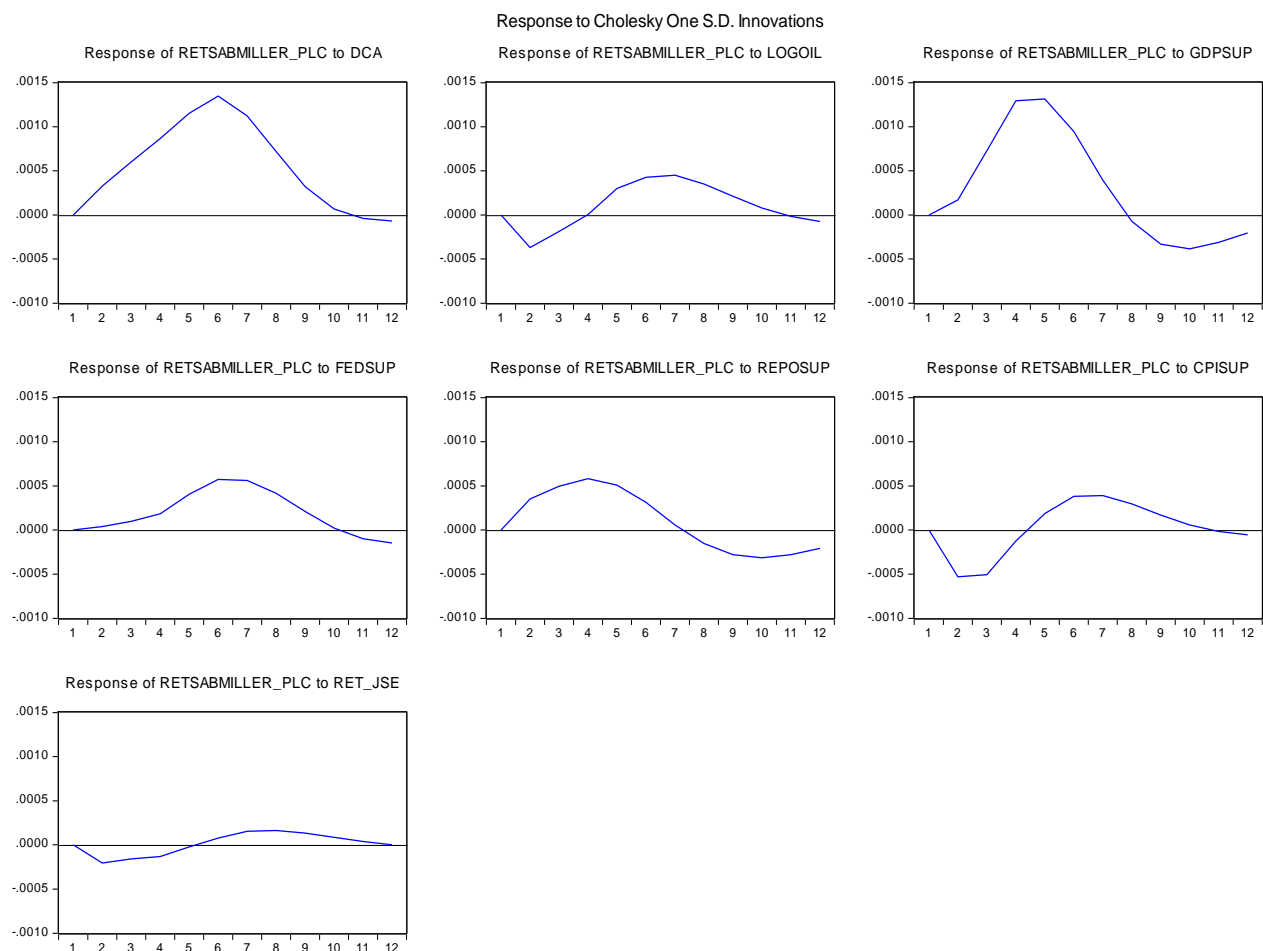 Response to Cholesky One S.D. Innovations
Response of RETSABMILLER_PLC to DCA
.0015
.0010
.0005
.0000
-.0005
-.0010
1 2 3 4 5 6 7 8 9 10 11 12
Response of RETSABMILLER_PLC to LOGOIL
.0015
.0010
.0005
.0000
-.0005
-.0010
1 2 3 4 5 6 7 8 9 10 11 12
Response of RETSABMILLER_PLC to GDPSUP
.0015
.0010
.0005
.0000
-.0005
-.0010
1 2 3 4 5 6 7 8 9 10 11 12
Response of RETSABMILLER_PLC to FEDSUP
.0015
.0010
.0005
.0000
-.0005
-.0010
1 2 3 4 5 6 7 8 9 10 11 12
Response of RETSABMILLER_PLC to REPOSUP
.0015
.0010
.0005
.0000
-.0005
-.0010
1 2 3 4 5 6 7 8 9 10 11 12
Response of RETSABMILLER_PLC to CPISUP
.0015
.0010
.0005
.0000
-.0005
-.0010
1 2 3 4 5 6 7 8 9 10 11 12
Response of RETSABMILLER_PLC to RET_JSE
.0015
.0010
.0005
.0000
-.0005
-.0010
1 2 3 4 5 6 7 8 9 10 11 12